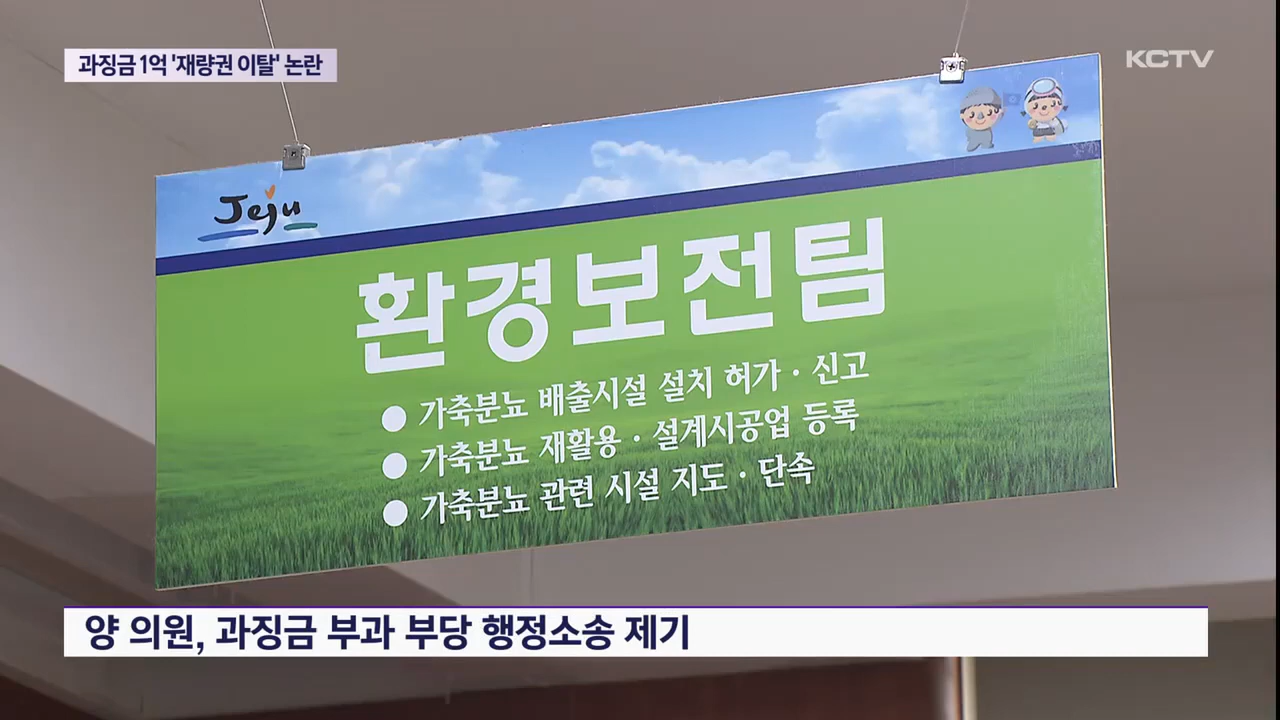 과징금 1억 '재량권 이탈' 논란
KCTV
Jeju
환경보전팀
● 가축분뇨 배출시설 설치 허가 · 신고
● 가축분뇨 재활용 · 설계시공업 등록
● 가축분뇨 관련 시설 지도 · 단속
양 의원, 과징금 부과 부당 행정소송 제기